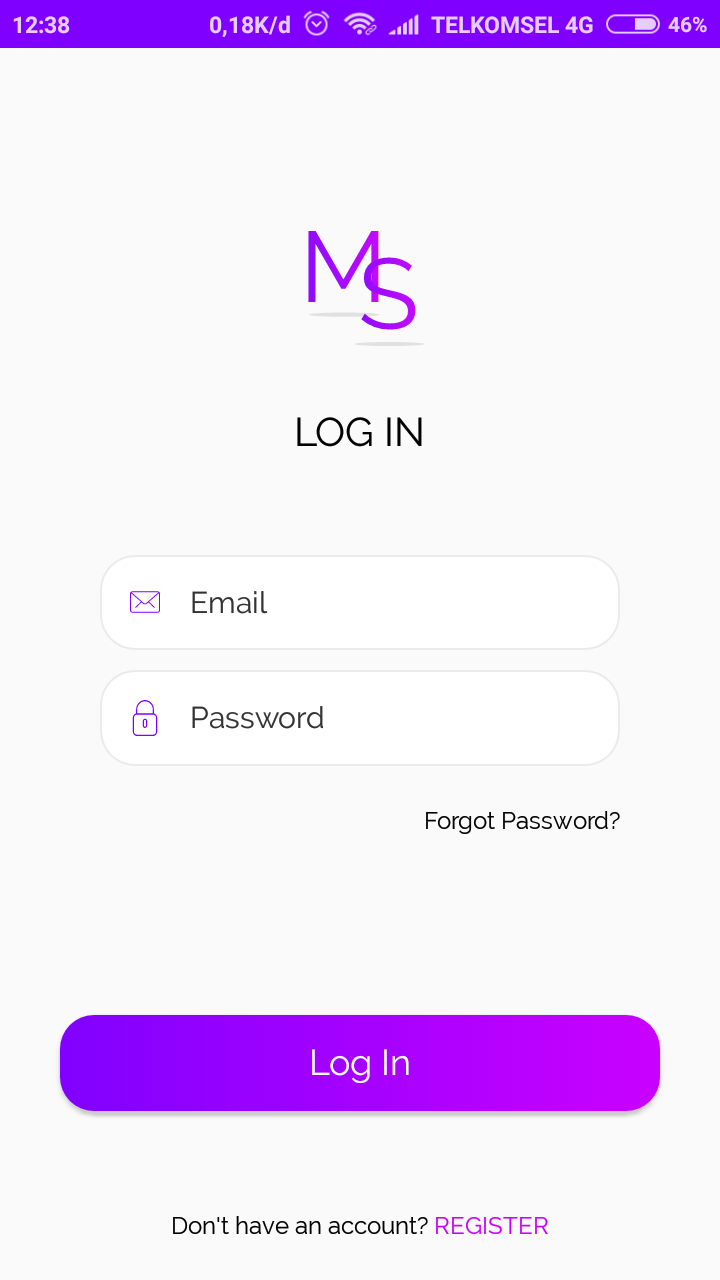 12:38 0,18K/d TELKOMSEL 4G 46%
MS
LOG IN
Email
Password
Forgot Password?
Log In
Don't have an account? REGISTER